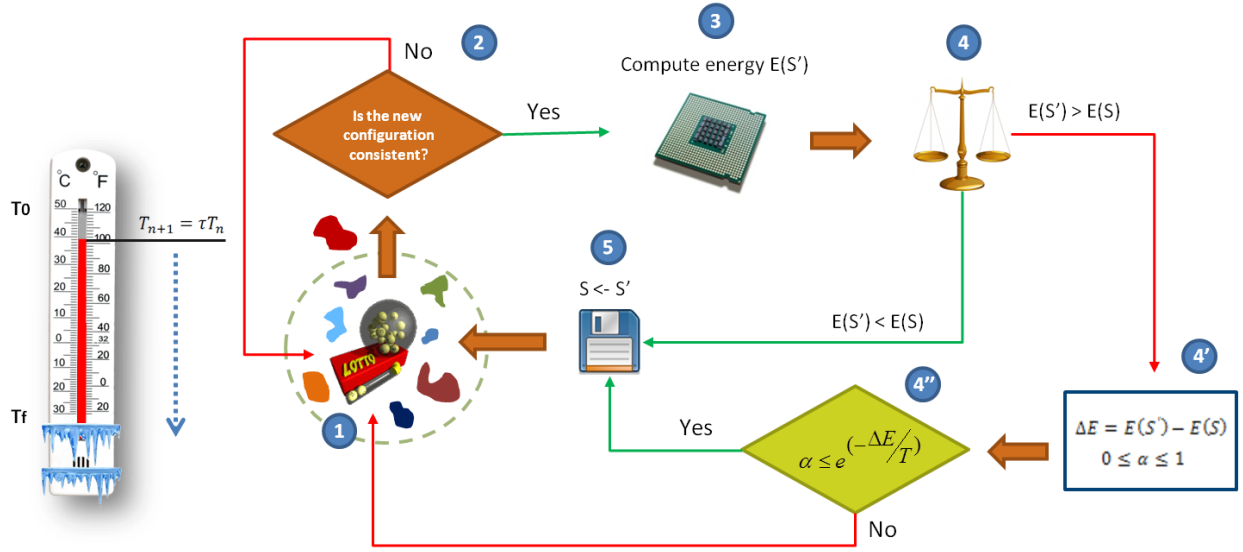 No
2
3
Compute energy E(S’)
4
Is the new
configuration
consistent?
Yes
E(S’) > E(S)
°C °F
T0
50 120
40 100
30 80
20 60
10 40
0 32
10 20
20 0
30 20
Tf
T_{n+1} = τT_n
5
S <- S’
E(S’) < E(S)
LOTTO
1
4’
4’’
Yes
α ≤ e^{(-ΔE/T)}
ΔE = E(S') − E(S)
0 ≤ α ≤ 1
No